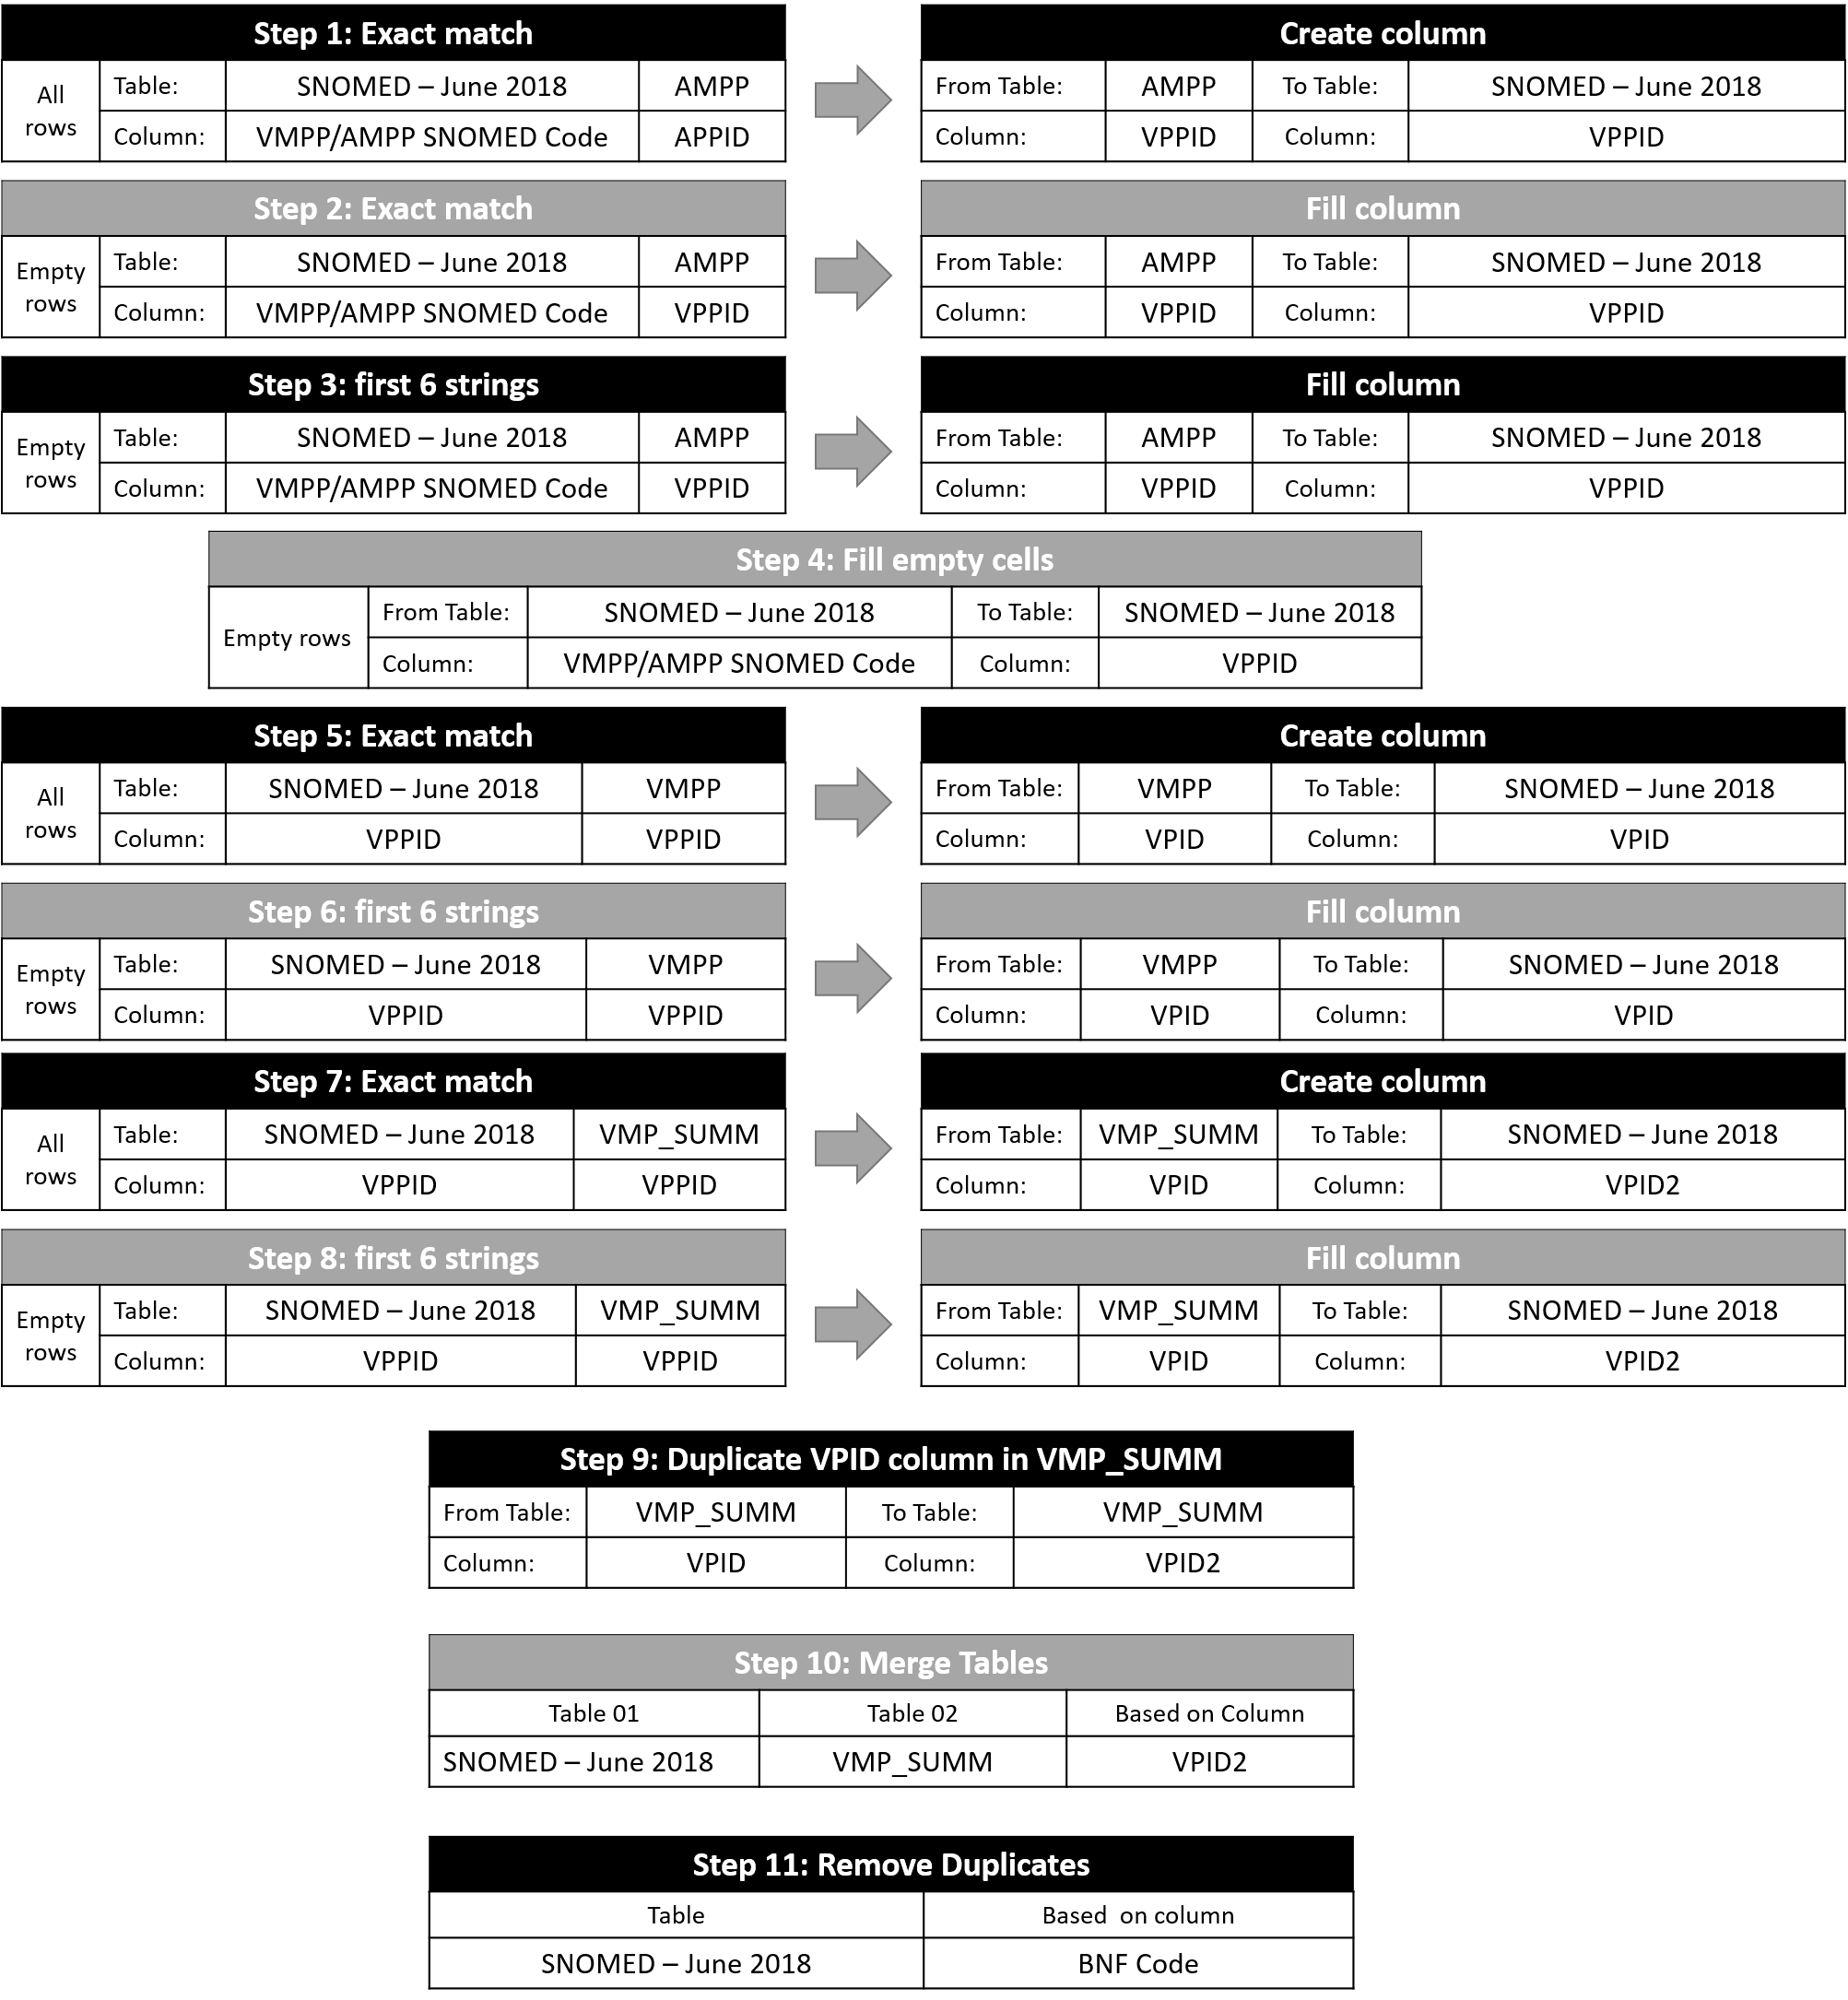 Step 1: Exact match
Create column
All rows
Table: SNOMED – June 2018 AMPP
From Table: AMPP To Table: SNOMED – June 2018
Column: VMPP/AMPP SNOMED Code APPID
Column: VPPID Column: VPPID
Step 2: Exact match
Fill column
Empty rows
Table: SNOMED – June 2018 AMPP
From Table: AMPP To Table: SNOMED – June 2018
Column: VMPP/AMPP SNOMED Code VPPID
Column: VPPID Column: VPPID
Step 3: first 6 strings
Fill column
Empty rows
Table: SNOMED – June 2018 AMPP
From Table: AMPP To Table: SNOMED – June 2018
Column: VMPP/AMPP SNOMED Code VPPID
Column: VPPID Column: VPPID
Step 4: Fill empty cells
Empty rows
From Table: SNOMED – June 2018 To Table: SNOMED – June 2018
Column: VMPP/AMPP SNOMED Code Column: VPPID
Step 5: Exact match
Create column
All rows
Table: SNOMED – June 2018 VMPP
From Table: VMPP To Table: SNOMED – June 2018
Column: VPPID VPPID
Column: VPID Column: VPID
Step 6: first 6 strings
Fill column
Empty rows
Table: SNOMED – June 2018 VMPP
From Table: VMPP To Table: SNOMED – June 2018
Column: VPPID VPPID
Column: VPID Column: VPID
Step 7: Exact match
Create column
All rows
Table: SNOMED – June 2018 VMP_SUMM
From Table: VMP_SUMM To Table: SNOMED – June 2018
Column: VPPID VPPID
Column: VPID Column: VPID2
Step 8: first 6 strings
Fill column
Empty rows
Table: SNOMED – June 2018 VMP_SUMM
From Table: VMP_SUMM To Table: SNOMED – June 2018
Column: VPPID VPPID
Column: VPID Column: VPID2
Step 9: Duplicate VPID column in VMP_SUMM
From Table: VMP_SUMM To Table: VMP_SUMM
Column: VPID Column: VPID2
Step 10: Merge Tables
Table 01 Table 02 Based on Column
SNOMED – June 2018 VMP_SUMM VPID2
Step 11: Remove Duplicates
Table Based on column
SNOMED – June 2018 BNF Code